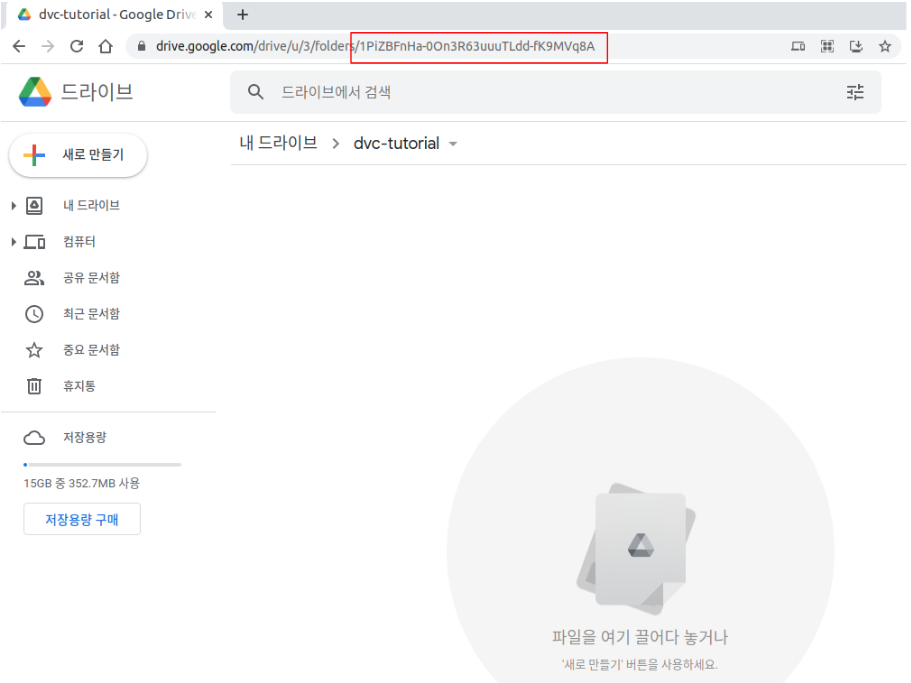 dvc-tutorial - Google Drive
drive.google.com/drive/u/3/folders/1PiZBFnHa-0On3R63uuuTLdd-fK9MVq8A
드라이브
드라이브에서 검색
새로 만들기
내 드라이브
dvc-tutorial
내 드라이브
컴퓨터
공유 문서함
최근 문서함
중요 문서함
휴지통
저장용량
15GB 중 352.7MB 사용
저장용량 구매
파일을 여기 끌어다 놓거나
'새로 만들기' 버튼을 사용하세요.